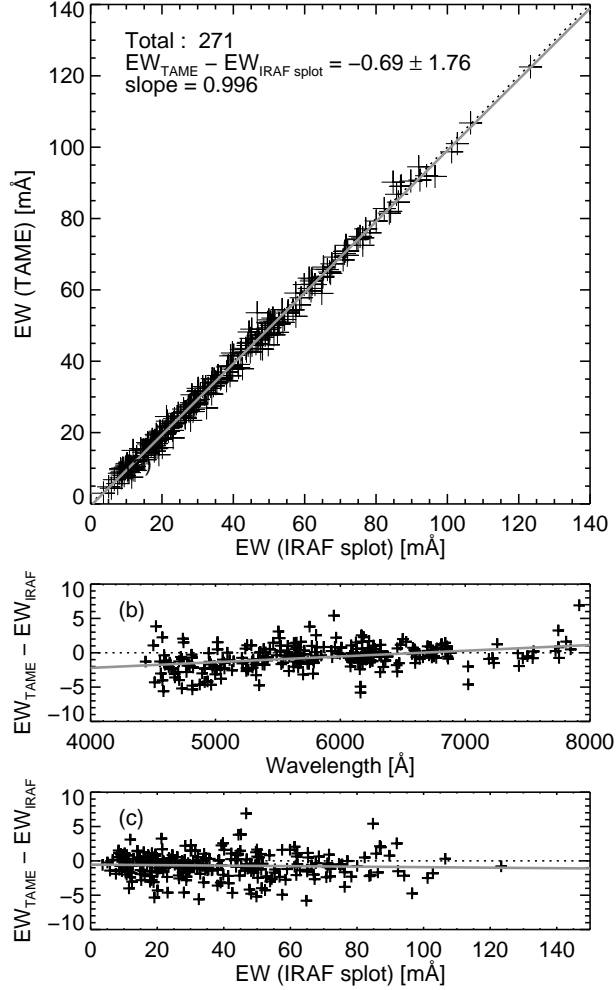 Total : 271
EW_TAME − EW_IRAF splot = −0.69 ± 1.76
slope = 0.996
EW (TAME) [mÅ]
140
120
100
80
60
40
20
0
0 20 40 60 80 100 120 140
EW (IRAF splot) [mÅ]
(b)
EW_TAME − EW_IRAF
10
5
0
−5
−10
4000 5000 6000 7000 8000
Wavelength [Å]
(c)
EW_TAME − EW_IRAF
10
5
0
−5
−10
0 20 40 60 80 100 120 140
EW (IRAF splot) [mÅ]